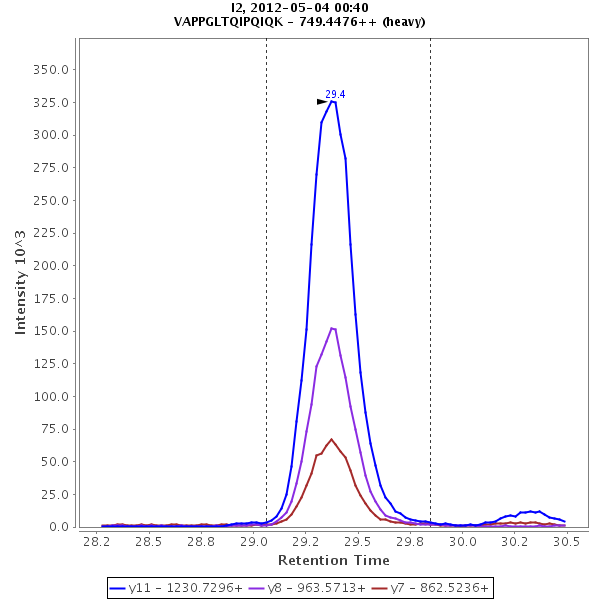 I2, 2012-05-04 00:40
VAPPGLTQIPQIQK - 749.4476++ (heavy)
29.4
350.0
325.0
300.0
275.0
250.0
225.0
200.0
175.0
150.0
125.0
100.0
75.0
50.0
25.0
0.0
Intensity 10^3
28.2 28.5 28.8 29.0 29.2 29.5 29.8 30.0 30.2 30.5
Retention Time
y11 - 1230.7296+ y8 - 963.5713+ y7 - 862.5236+